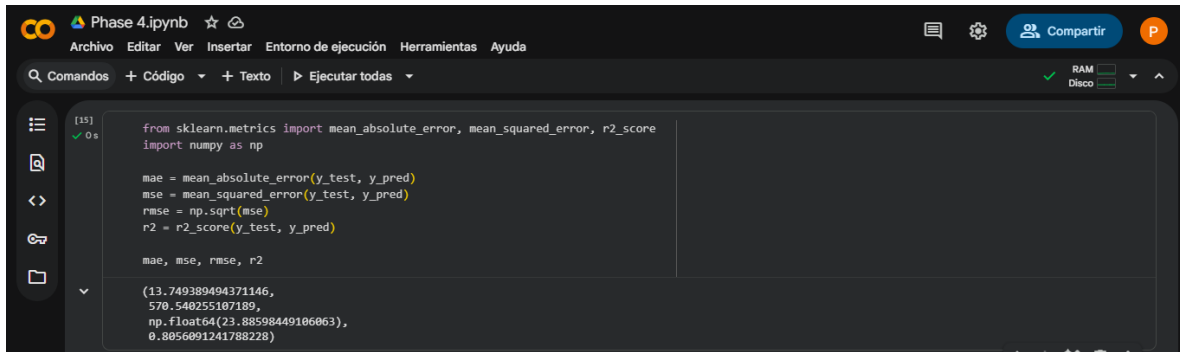 CO Phase 4.ipynb
Archivo Editar Ver Insertar Entorno de ejecución Herramientas Ayuda
Compartir
P
Comandos + Código + Texto Ejecutar todas
RAM
Disco
[15]
0 s
from sklearn.metrics import mean_absolute_error, mean_squared_error, r2_score
import numpy as np
mae = mean_absolute_error(y_test, y_pred)
mse = mean_squared_error(y_test, y_pred)
rmse = np.sqrt(mse)
r2 = r2_score(y_test, y_pred)
mae, mse, rmse, r2
(13.749389494371146,
570.540255107189,
np.float64(23.88598449106063),
0.8056091241788228)